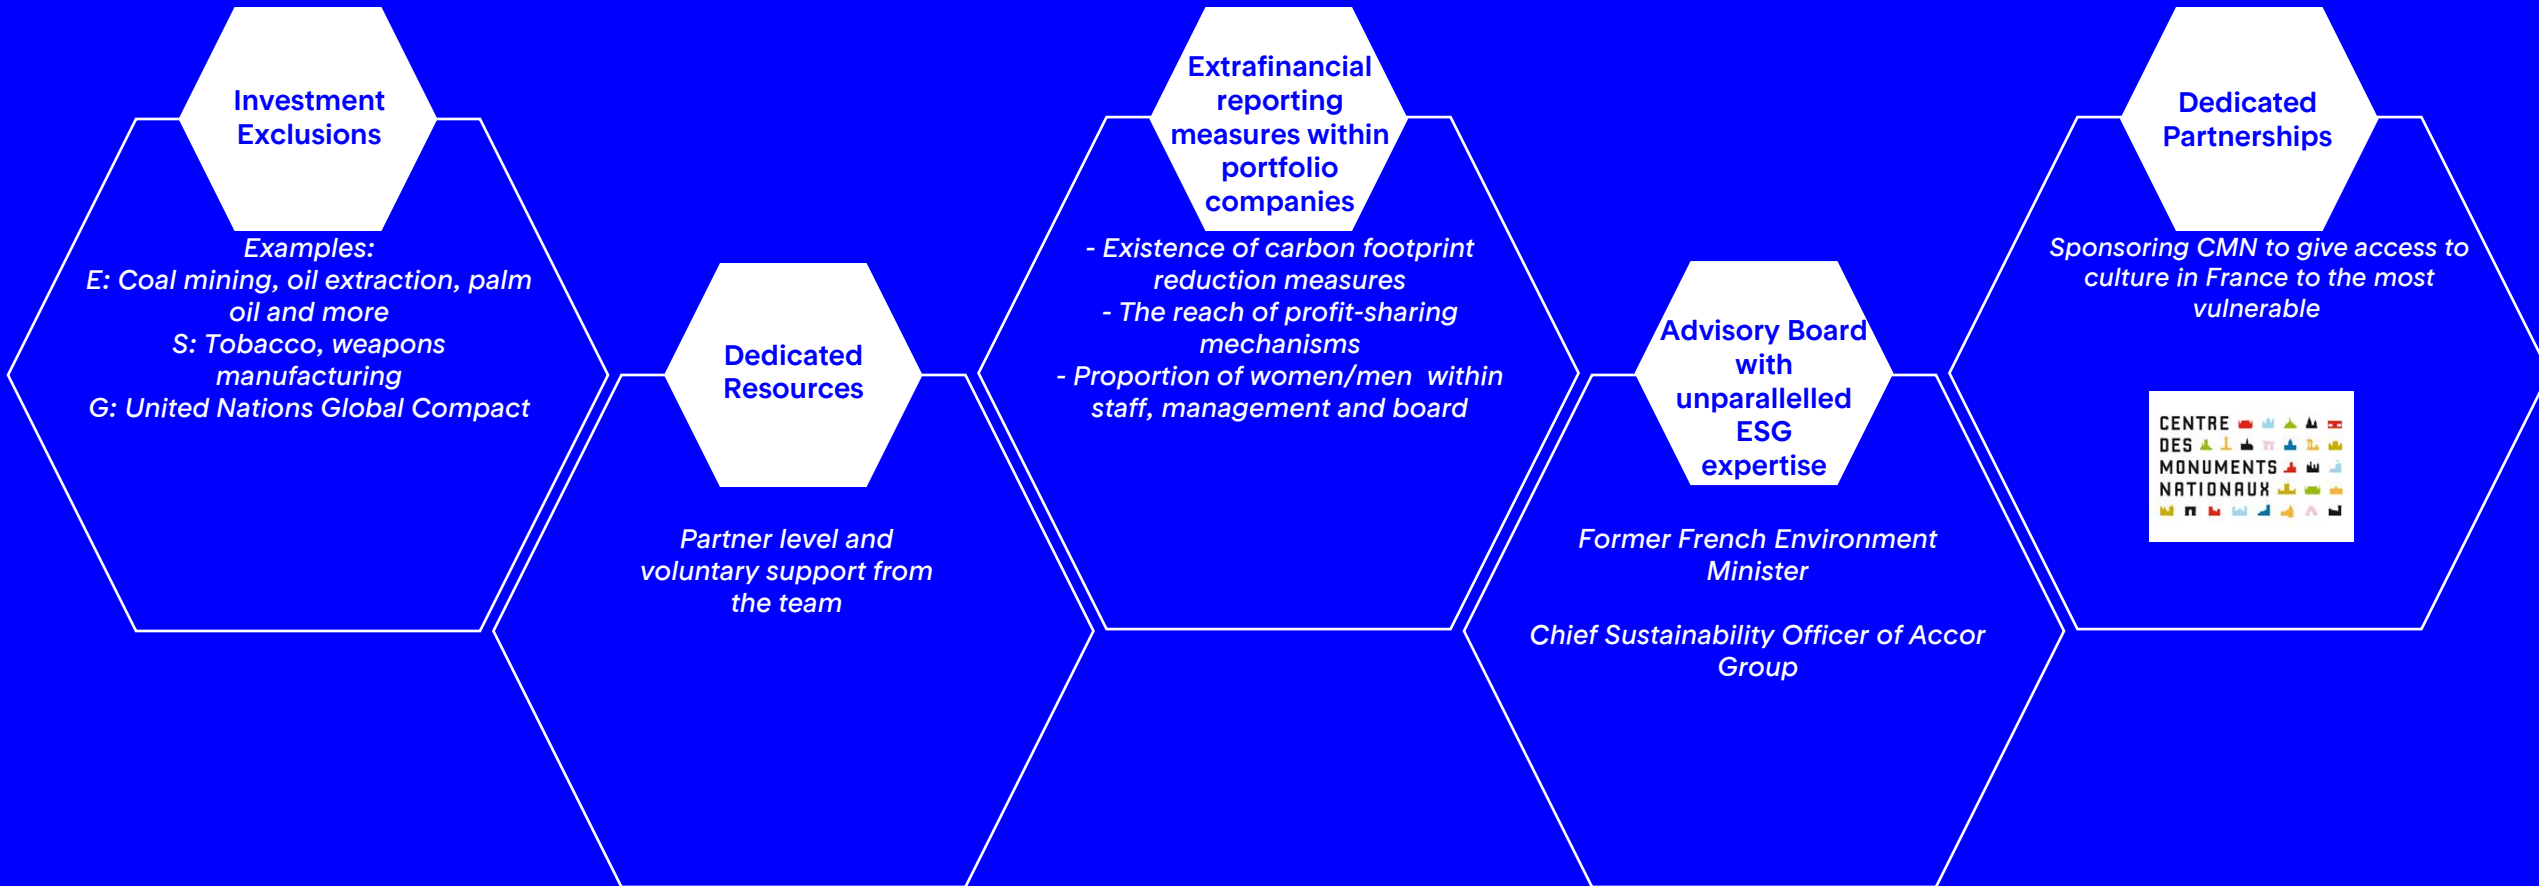 Investment
Exclusions
Examples:
E: Coal mining, oil extraction, palm
oil and more
S: Tobacco, weapons
manufacturing
G: United Nations Global Compact
Dedicated
Resources
Partner level and
voluntary support from
the team
Extrafinancial
reporting
measures within
portfolio
companies
- Existence of carbon footprint
reduction measures
- The reach of profit-sharing
mechanisms
- Proportion of women/men within
staff, management and board
Advisory Board
with
unparallelled
ESG
expertise
Former French Environment
Minister
Chief Sustainability Officer of Accor
Group
Dedicated
Partnerships
Sponsoring CMN to give access to
culture in France to the most
vulnerable
CENTRE
DES
MONUMENTS
NATIONAUX